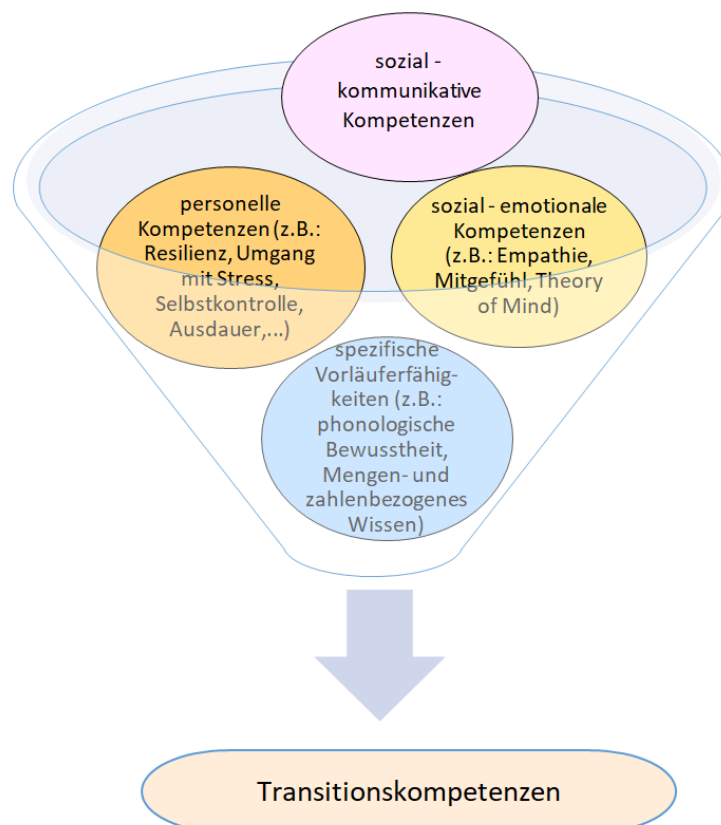 sozial -
kommunikative
Kompetenzen
personelle
Kompetenzen (z.B.:
Resilienz, Umgang
mit Stress,
Selbstkontrolle,
Ausdauer,...)
sozial - emotionale
Kompetenzen
(z.B.: Empathie,
Mitgefühl, Theory
of Mind)
spezifische
Vorläuferfähig-
keiten (z.B.:
phonologische
Bewusstheit,
Mengen- und
zahlenbezogenes
Wissen)
Transitionskompetenzen